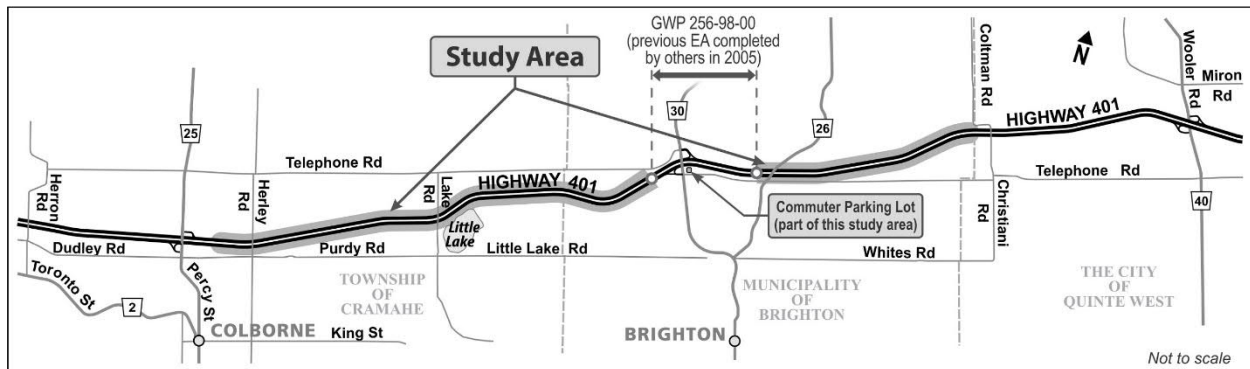 GWP 256-98-00
(previous EA completed
by others in 2005)
Study Area
N
Coltman Rd
Wooler Rd
Miron Rd
25
30
26
HIGHWAY 401
Telephone Rd
Herron Rd
Herley Rd
Lake Rd
HIGHWAY 401
Telephone Rd
Commuter Parking Lot
(part of this study area)
Christiani Rd
40
Little
Lake
Dudley Rd
Purdy Rd
Little Lake Rd
Whites Rd
Toronto St
2
Percy St
TOWNSHIP
OF
CRAMAHE
MUNICIPALITY
OF
BRIGHTON
THE CITY
OF
QUINTE WEST
COLBORNE
King St
BRIGHTON
Not to scale